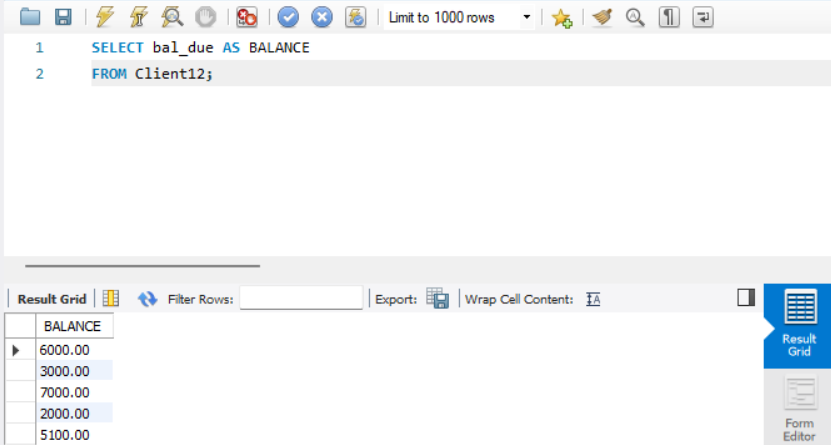 Limit to 1000 rows
1 SELECT bal_due AS BALANCE
2 FROM Client12;
Result Grid Filter Rows: Export: Wrap Cell Content: IA
BALANCE
6000.00
3000.00
7000.00
2000.00
5100.00
Result
Grid
Form
Editor